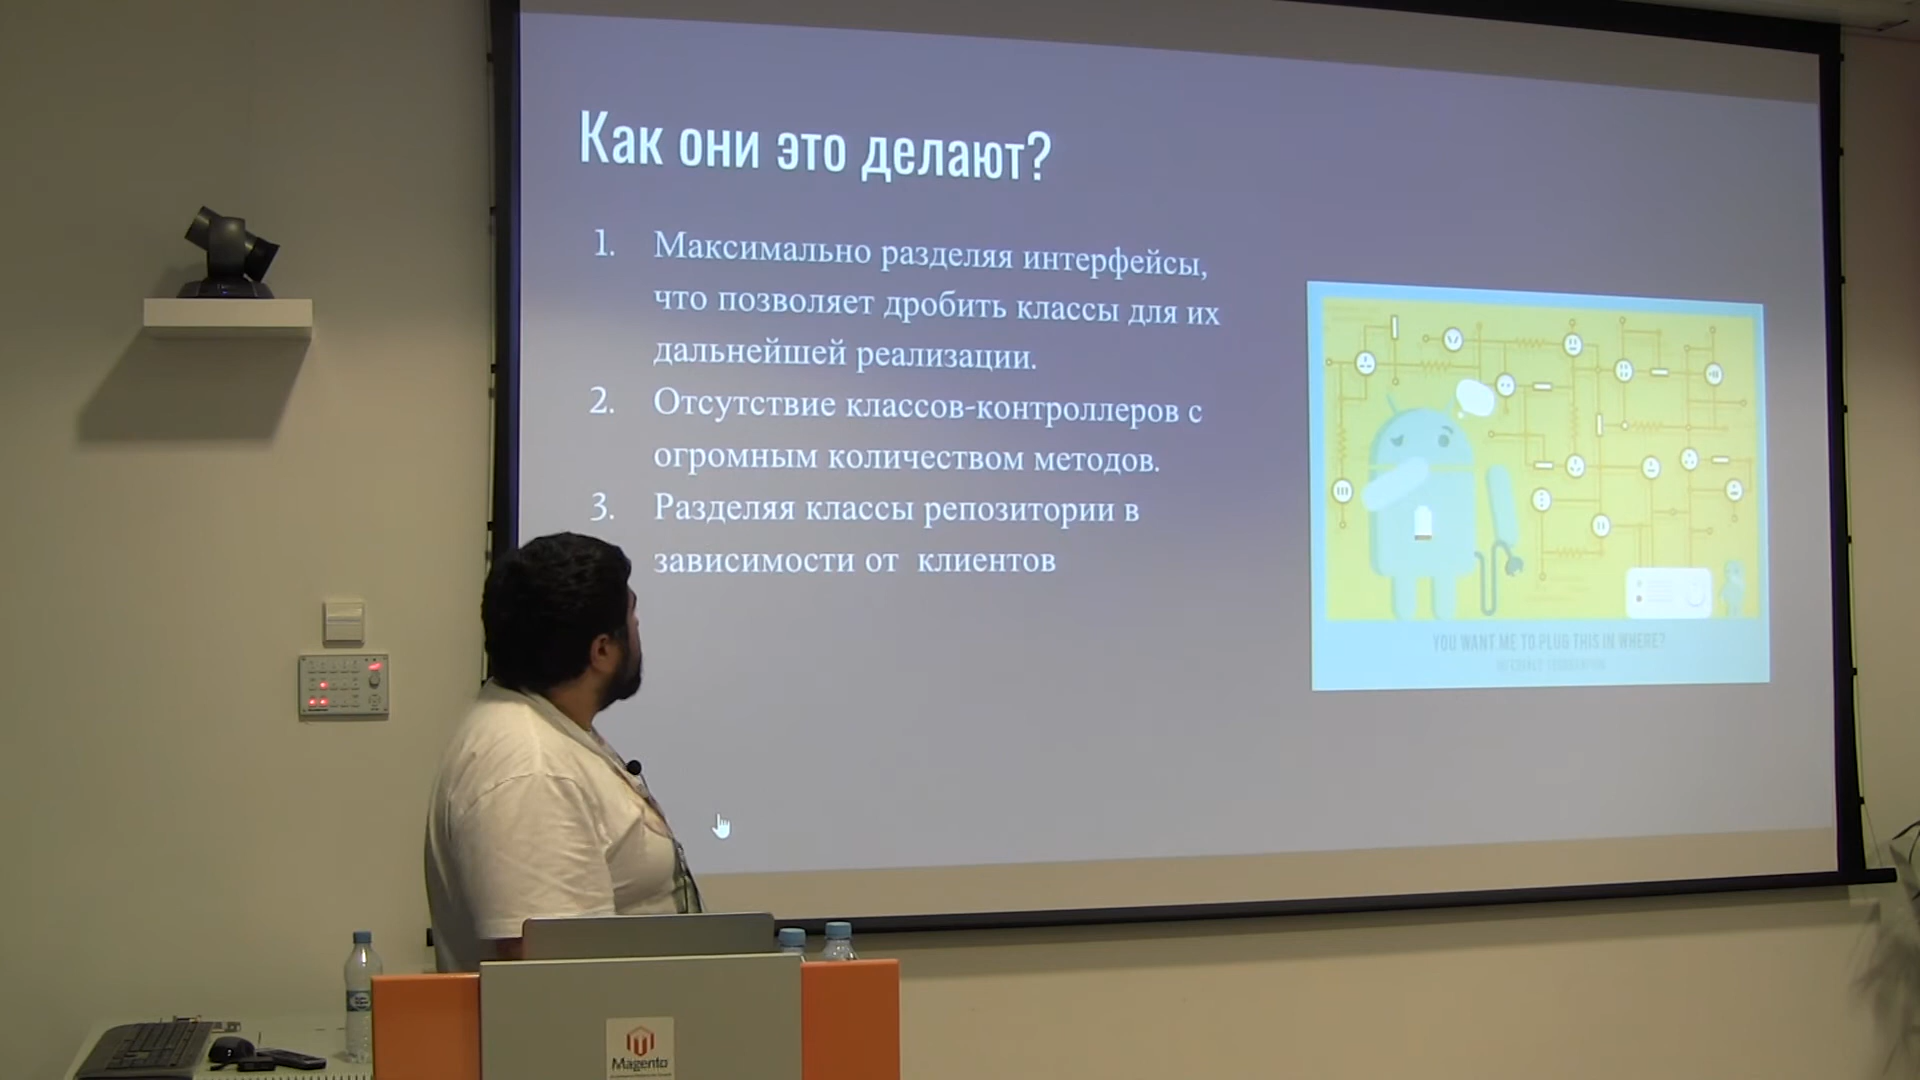 Как они это делают?
1. Максимально разделяя интерфейсы,
что позволяет дробить классы для их
дальнейшей реализации.
2. Отсутствие классов-контроллеров с
огромным количеством методов.
3. Разделяя классы репозитории в
зависимости от клиентов
YOU WANT ME TO PLUG THIS IN WHERE?
Magento